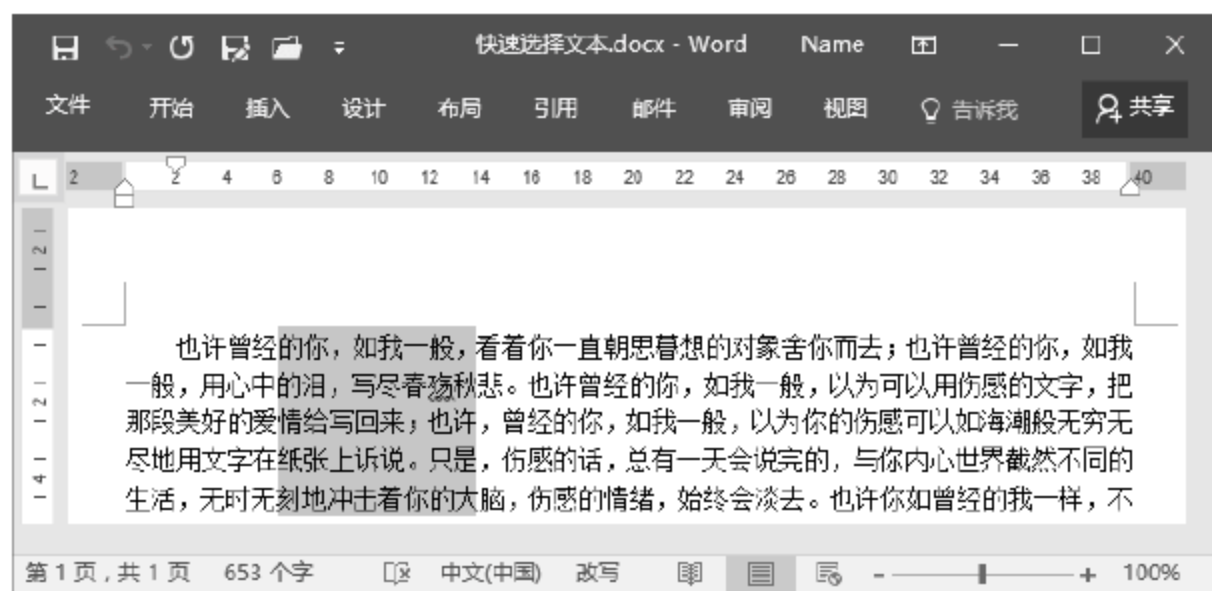 快速选择文本.docx - Word Name
文件 开始 插入 设计 布局 引用 邮件 审阅 视图 告诉我 共享
L 2 2 4 6 8 10 12 14 16 18 20 22 24 26 28 30 32 34 36 38 40
2
也许曾经的你，如我一般，看着你一直朝思暮想的对象舍你而去；也许曾经的你，如我
一般，用心中的泪，写尽春殇秋悲。也许曾经的你，如我一般，以为可以用伤感的文字，把
2
那段美好的爱情给写回来；也许，曾经的你，如我一般，以为你的伤感可以如海潮般无穷无
尽地用文字在纸张上诉说。只是，伤感的话，总有一天会说完的，与你内心世界截然不同的
4
生活，无时无刻地冲击着你的大脑，伤感的情绪，始终会淡去。也许你如曾经的我一样，不
第1页，共1页 653个字 中文(中国) 改写 - + 100%